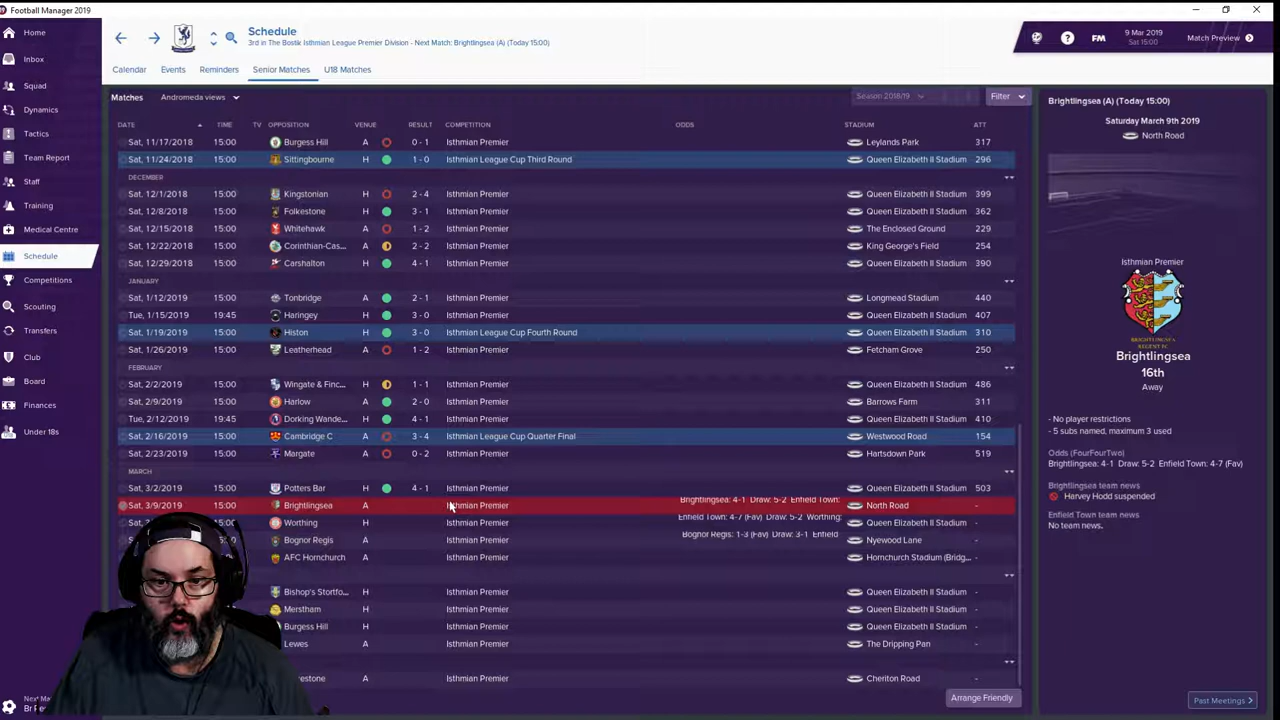 Football Manager 2019
Home
Inbox
Squad
Dynamics
Tactics
Team Report
Staff
Training
Medical Centre
Schedule
Competitions
Scouting
Transfers
Club
Board
Finances
Under 18s
Schedule
3rd in The Bostik Isthmian League Premier Division - Next Match: Brightlingsea (A) (Today 15:00)
FM
9 Mar 2019
Sat 15:00
Match Preview
Calendar Events Reminders Senior Matches U18 Matches
Matches Andromeda views Season 2018/19 Filter
DATE TIME TV OPPOSITION VENUE RESULT COMPETITION ODDS STADIUM ATT
Sat, 11/17/2018 15:00 Burgess Hill A 0 - 1 Isthmian Premier Leylands Park 317
Sat, 11/24/2018 15:00 Sittingbourne H 1 - 0 Isthmian League Cup Third Round Queen Elizabeth II Stadium 296
DECEMBER
Sat, 12/1/2018 15:00 Kingstonian H 2 - 4 Isthmian Premier Queen Elizabeth II Stadium 399
Sat, 12/8/2018 15:00 Folkestone H 3 - 1 Isthmian Premier Queen Elizabeth II Stadium 362
Sat, 12/15/2018 15:00 Whitehawk A 1 - 2 Isthmian Premier The Enclosed Ground 229
Sat, 12/22/2018 15:00 Corinthian-Cas... A 2 - 2 Isthmian Premier King George's Field 254
Sat, 12/29/2018 15:00 Carshalton H 4 - 1 Isthmian Premier Queen Elizabeth II Stadium 390
JANUARY
Sat, 1/12/2019 15:00 Tonbridge A 2 - 1 Isthmian Premier Longmead Stadium 440
Tue, 1/15/2019 19:45 Haringey H 3 - 0 Isthmian Premier Queen Elizabeth II Stadium 407
Sat, 1/19/2019 15:00 Histon H 3 - 0 Isthmian League Cup Fourth Round Queen Elizabeth II Stadium 310
Sat, 1/26/2019 15:00 Leatherhead A 1 - 2 Isthmian Premier Fetcham Grove 250
FEBRUARY
Sat, 2/2/2019 15:00 Wingate & Finc... H 1 - 1 Isthmian Premier Queen Elizabeth II Stadium 486
Sat, 2/9/2019 15:00 Harlow A 2 - 0 Isthmian Premier Barrows Farm 311
Tue, 2/12/2019 19:45 Dorking Wande... H 4 - 1 Isthmian Premier Queen Elizabeth II Stadium 410
Sat, 2/16/2019 15:00 Cambridge C A 3 - 4 Isthmian League Cup Quarter Final Westwood Road 154
Sat, 2/23/2019 15:00 Margate A 0 - 2 Isthmian Premier Hartsdown Park 519
MARCH
Sat, 3/2/2019 15:00 Potters Bar H 4 - 1 Isthmian Premier Queen Elizabeth II Stadium 503
Sat, 3/9/2019 15:00 Brightlingsea A Isthmian Premier Brightlingsea: 4-1 Draw: 5-2 Enfield Town: North Road -
Worthing H Isthmian Premier Enfield Town: 4-7 (Fav) Draw: 5-2 Worthing: Queen Elizabeth II Stadium -
Bognor Regis A Isthmian Premier Bognor Regis: 1-3 (Fav) Draw: 3-1 Enfield Nyewood Lane -
AFC Hornchurch A Isthmian Premier Hornchurch Stadium (Bridg... -
Bishop's Stortfo... H Isthmian Premier Queen Elizabeth II Stadium -
Merstham H Isthmian Premier Queen Elizabeth II Stadium -
Burgess Hill H Isthmian Premier Queen Elizabeth II Stadium -
Lewes A Isthmian Premier The Dripping Pan -
A Isthmian Premier Cheriton Road -
Arrange Friendly
Brightlingsea (A) (Today 15:00)
Saturday March 9th 2019
North Road
Isthmian Premier
BRIGHTLINGSEA
REGENT FC
Brightlingsea
16th
Away
- No player restrictions
- 5 subs named, maximum 3 used
Odds (FourFourTwo)
Brightlingsea: 4-1 Draw: 5-2 Enfield Town: 4-7 (Fav)
Brightlingsea team news
Harvey Hodd suspended
Enfield Town team news
No team news.
Past Meetings